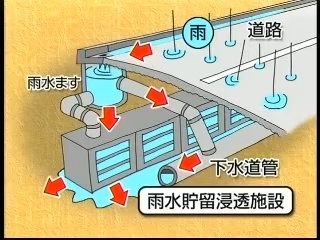 雨
道路
雨水ます
下水道管
雨水貯留浸透施設